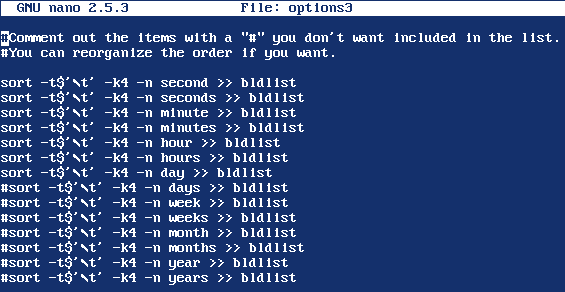 GNU nano 2.5.3 File: options3
#Comment out the items with a "#" you don't want included in the list.
#You can reorganize the order if you want.
sort -t$'\t' -k4 -n second >> bldlist
sort -t$'\t' -k4 -n seconds >> bldlist
sort -t$'\t' -k4 -n minute >> bldlist
sort -t$'\t' -k4 -n minutes >> bldlist
sort -t$'\t' -k4 -n hour >> bldlist
sort -t$'\t' -k4 -n hours >> bldlist
sort -t$'\t' -k4 -n day >> bldlist
#sort -t$'\t' -k4 -n days >> bldlist
#sort -t$'\t' -k4 -n week >> bldlist
#sort -t$'\t' -k4 -n weeks >> bldlist
#sort -t$'\t' -k4 -n month >> bldlist
#sort -t$'\t' -k4 -n months >> bldlist
#sort -t$'\t' -k4 -n year >> bldlist
#sort -t$'\t' -k4 -n years >> bldlist